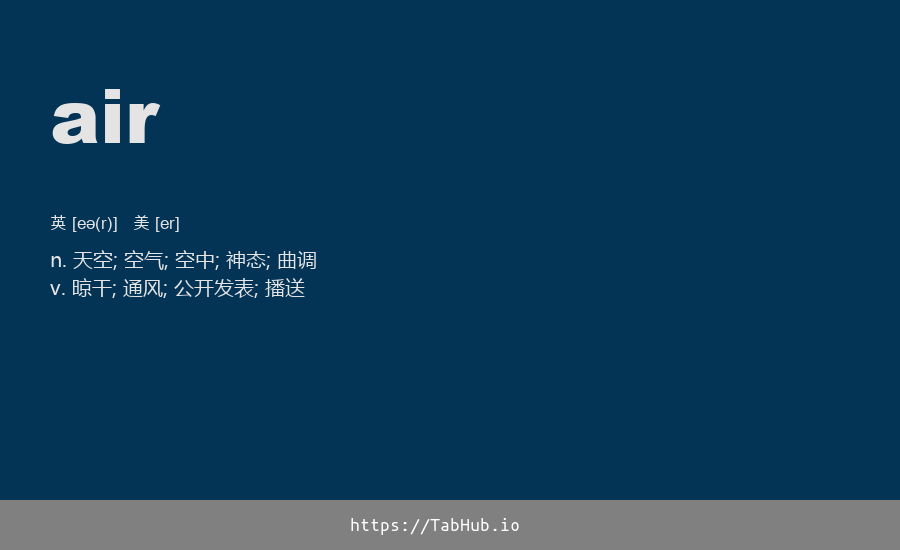 air
英 [eə(r)] 美 [er]
n. 天空; 空气; 空中; 神态; 曲调
v. 晾干; 通风; 公开发表; 播送
https://TabHub.io